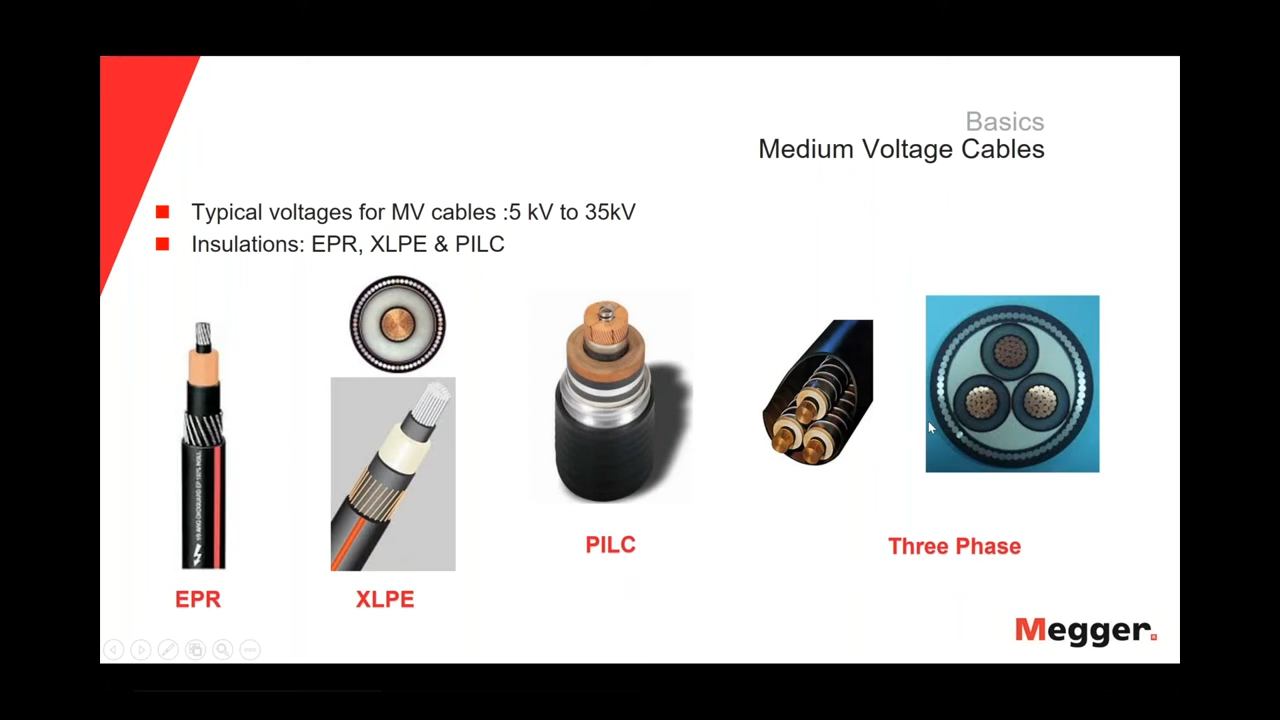 Basics
Medium Voltage Cables
Typical voltages for MV cables :5 kV to 35kV
Insulations: EPR, XLPE & PILC
PILC
Three Phase
EPR
XLPE
Megger.